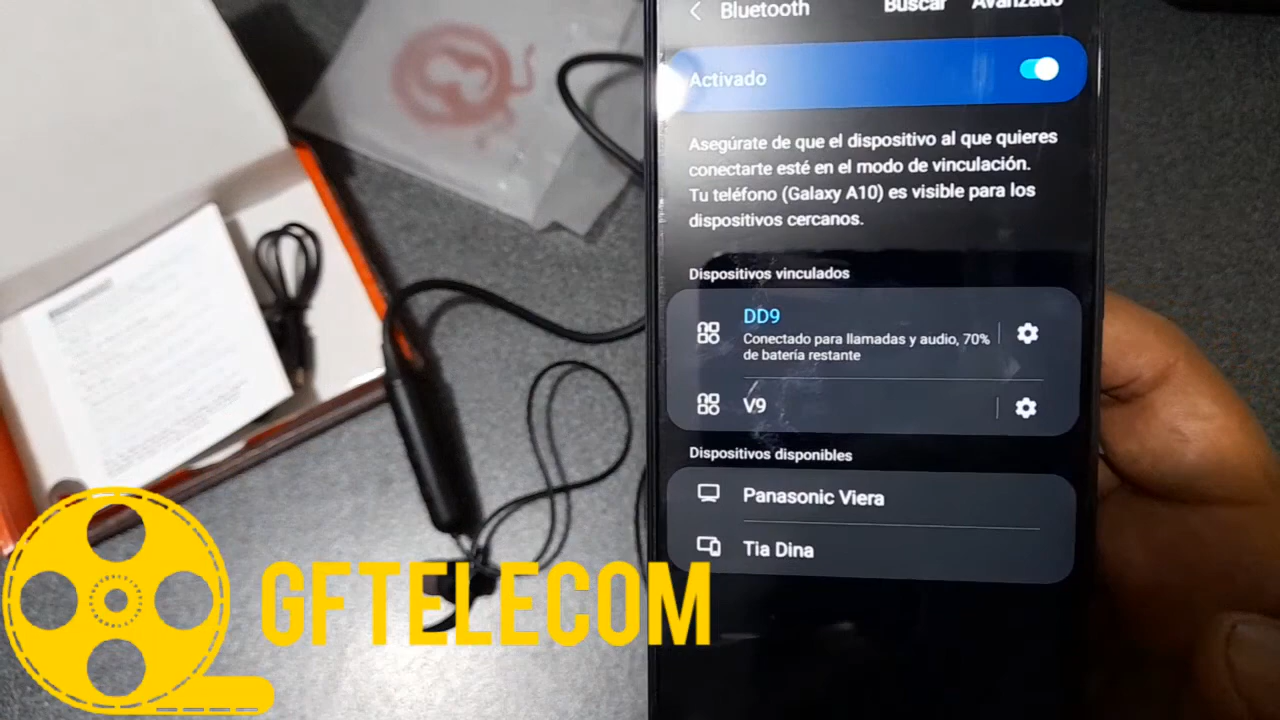 Bluetooth
Buscar
Avanzado
Activado
Asegúrate de que el dispositivo al que quieres
conectarte esté en el modo de vinculación.
Tu teléfono (Galaxy A10) es visible para los
dispositivos cercanos.
Dispositivos vinculados
DD9
Conectado para llamadas y audio, 70%
de batería restante
V9
Dispositivos disponibles
Panasonic Viera
Tia Dina
GFTELECOM